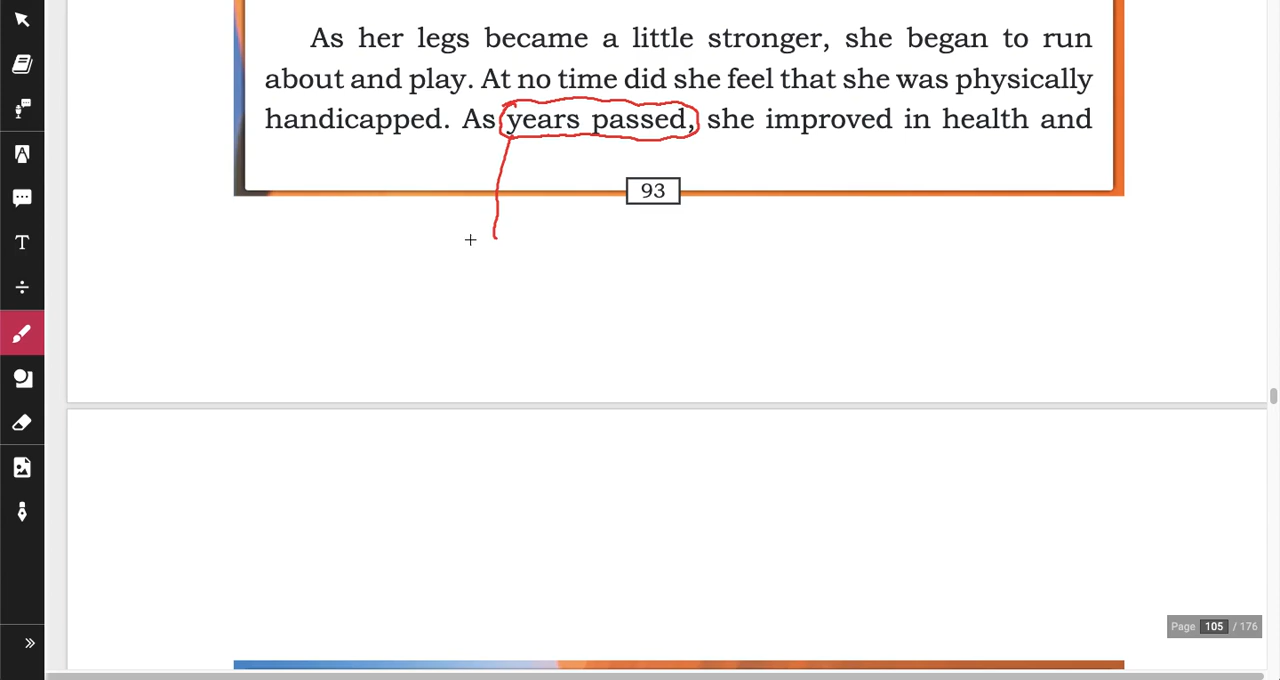 As her legs became a little stronger, she began to run
about and play. At no time did she feel that she was physically
handicapped. As years passed, she improved in health and
93
T
Page 105 / 176